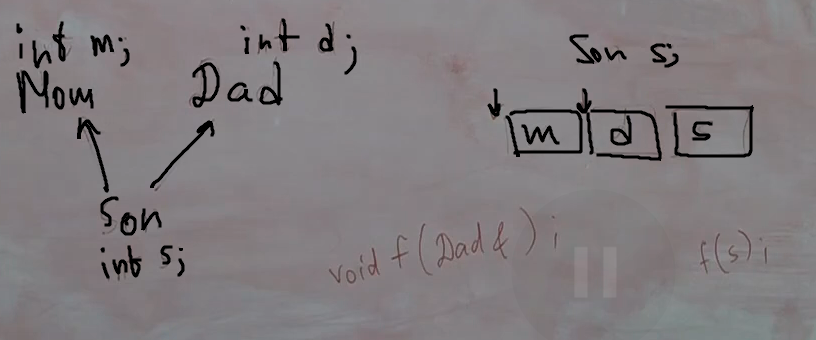 int m;
int d;
Mom
Dad
Son
int s;
Son s;
m d s
void f(Dad&);
f(s);